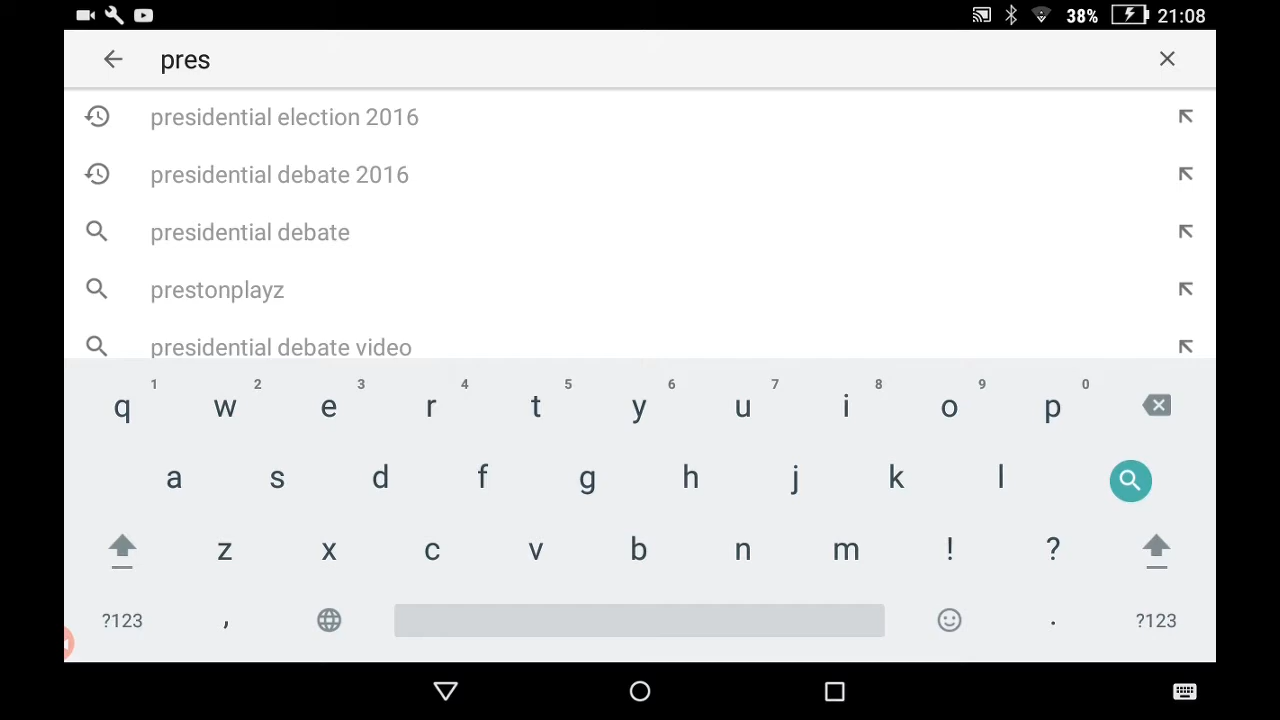 38% 21:08
pres
presidential election 2016
presidential debate 2016
presidential debate
prestonplayz
presidential debate video
1 2 3 4 5 6 7 8 9 0
q w e r t y u i o p
a s d f g h j k l
z x c v b n m ! ?
?123 , . ?123